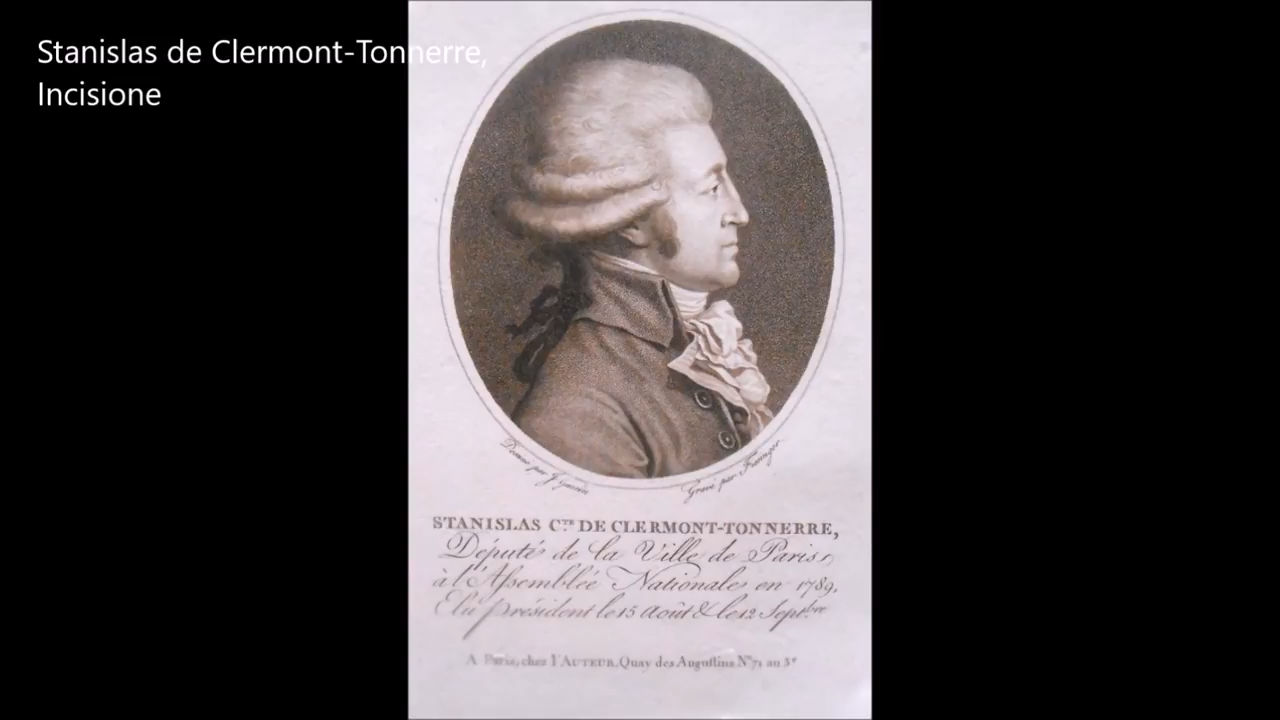 Stanislas de Clermont-Tonnerre,
Incisione
Dessné par J. Guérin
Gravé par Fiesinger
STANISLAS C.TE DE CLERMONT-TONNERRE,
Député de la Ville de Paris,
à l'Assemblée Nationale en 1789.
Elu président le 15 Août & le 12 Sept.bre
A Paris, chez l'AUTEUR, Quay des Augustins N.º 71 au 3.e